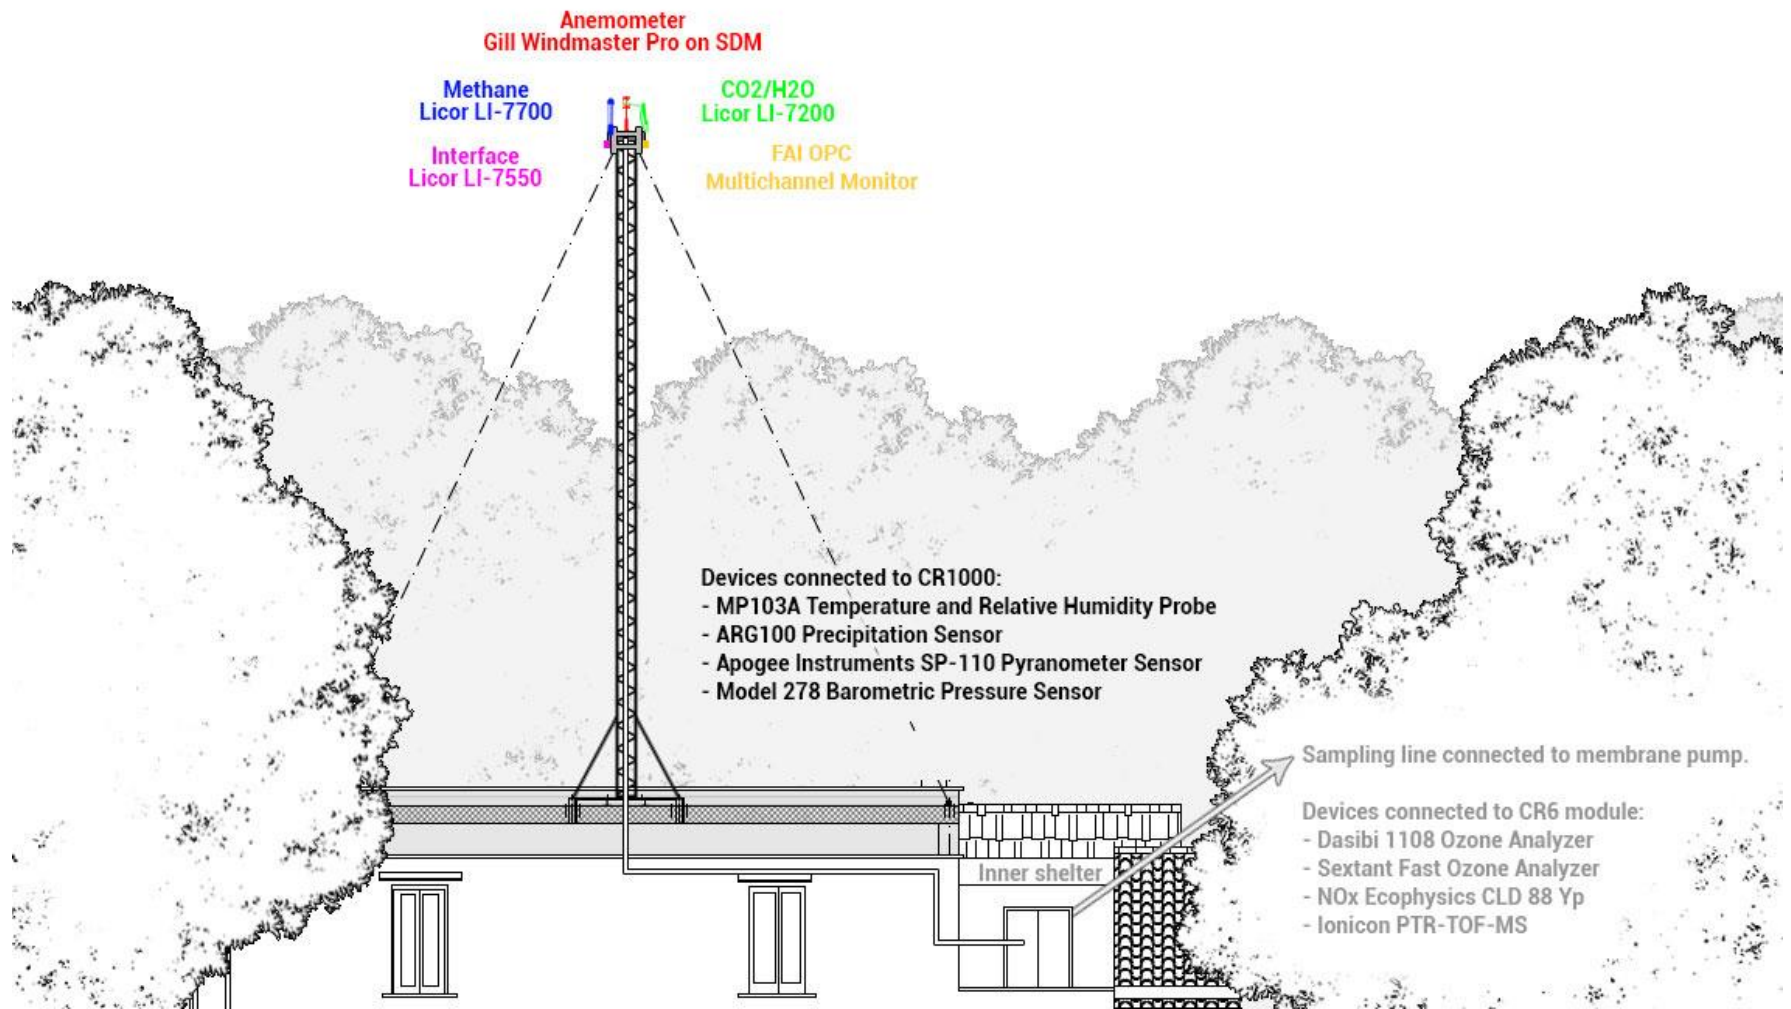 Anemometer
Gill Windmaster Pro on SDM
Methane
Licor LI-7700
CO2/H2O
Licor LI-7200
Interface
Licor LI-7550
FAI OPC
Multichannel Monitor
Devices connected to CR1000:
- MP103A Temperature and Relative Humidity Probe
- ARG100 Precipitation Sensor
- Apogee Instruments SP-110 Pyranometer Sensor
- Model 278 Barometric Pressure Sensor
Sampling line connected to membrane pump.
Devices connected to CR6 module:
- Dasibi 1108 Ozone Analyzer
- Sextant Fast Ozone Analyzer
- NOx Ecophysics CLD 88 Yp
- Ionicon PTR-TOF-MS
Inner shelter